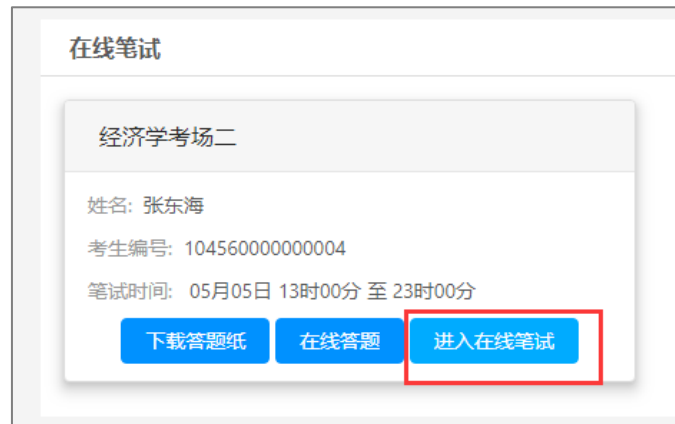 在线笔试
经济学考场二
姓名: 张东海
考生编号: 104560000000004
笔试时间: 05月05日 13时00分 至 23时00分
下载答题纸 在线答题 进入在线笔试